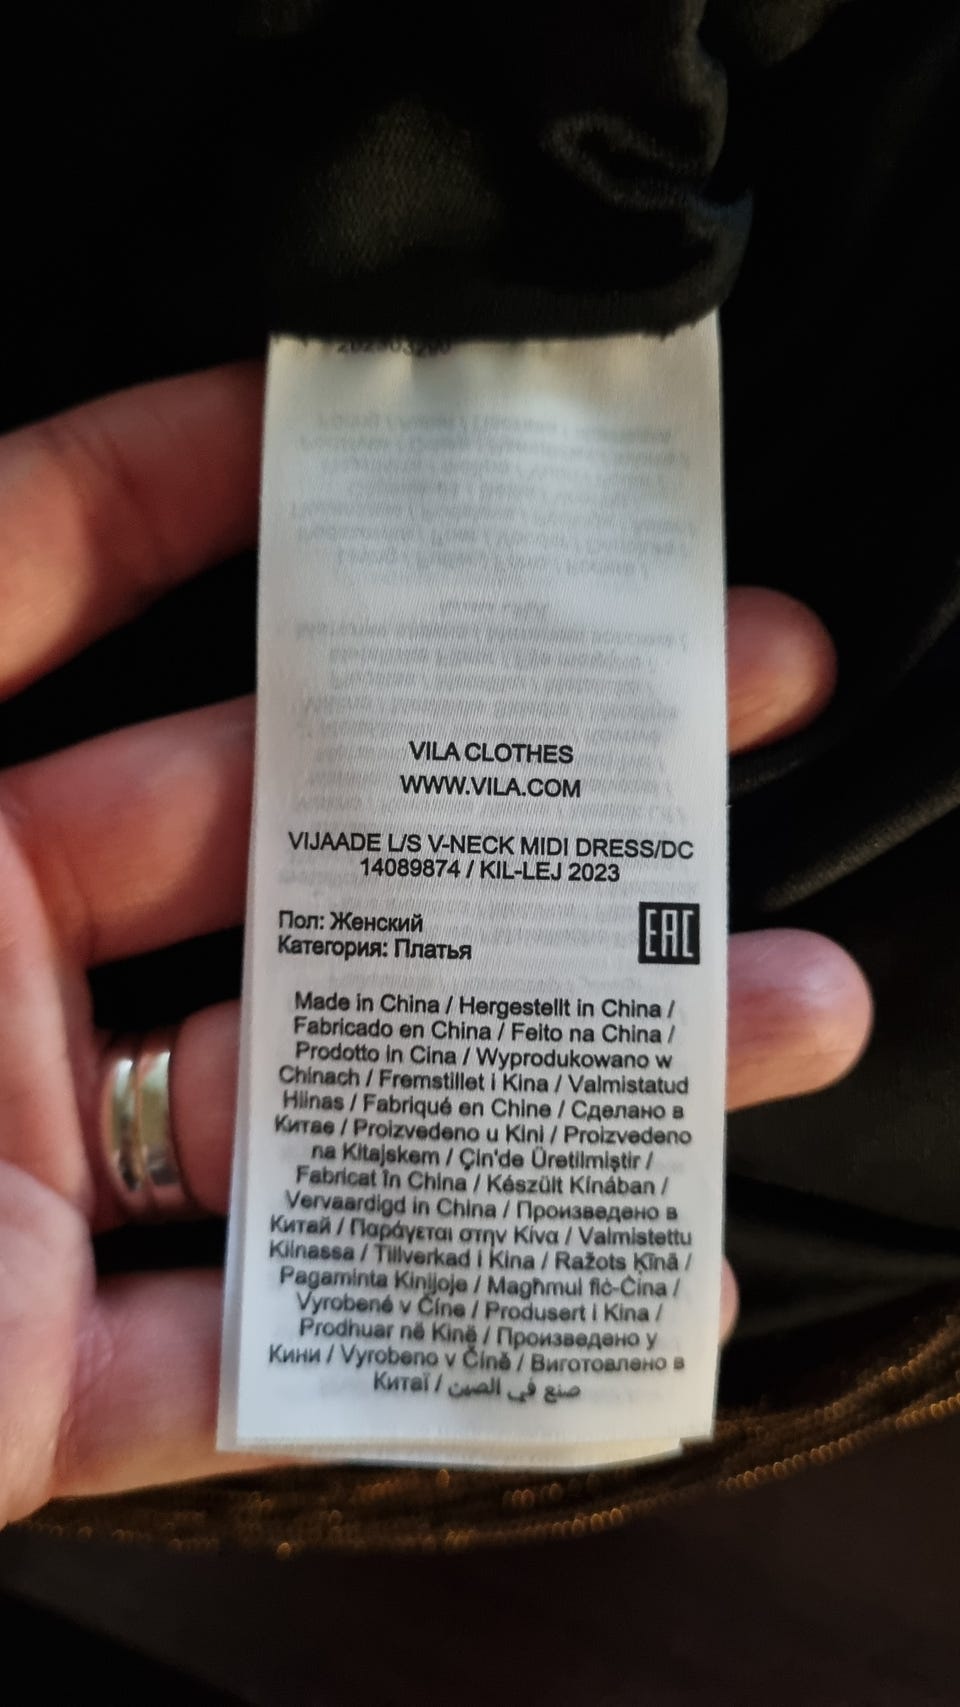 VILA CLOTHES
WWW.VILA.COM
VIJAADE L/S V-NECK MIDI DRESS/DC
14089874 / KIL-LEJ 2023
Пол: Женский
Категория: Платья
EAC
Made in China / Hergestellt in China /
Fabricado en China / Feito na China /
Prodotto in Cina / Wyprodukowano w
Chinach / Fremstillet i Kina / Valmistatud
Hiinas / Fabriqué en Chine / Сделано в
Китае / Proizvedeno u Kini / Proizvedeno
na Kitajskem / Çin'de Üretilmiştir /
Fabricat în China / Készült Kínában /
Vervaardigd in China / Произведено в
Китай / Παράγεται στην Κίνα / Valmistettu
Kiinassa / Tillverkad i Kina / Ražots Ķīnā /
Pagaminta Kinijoje / Magħmul fiċ-Ċina /
Vyrobené v Číne / Produsert i Kina /
Prodhuar në Kinë / Произведено у
Кини / Vyrobeno v Číně / Виготовлено в
Китаї / صنع في الصين